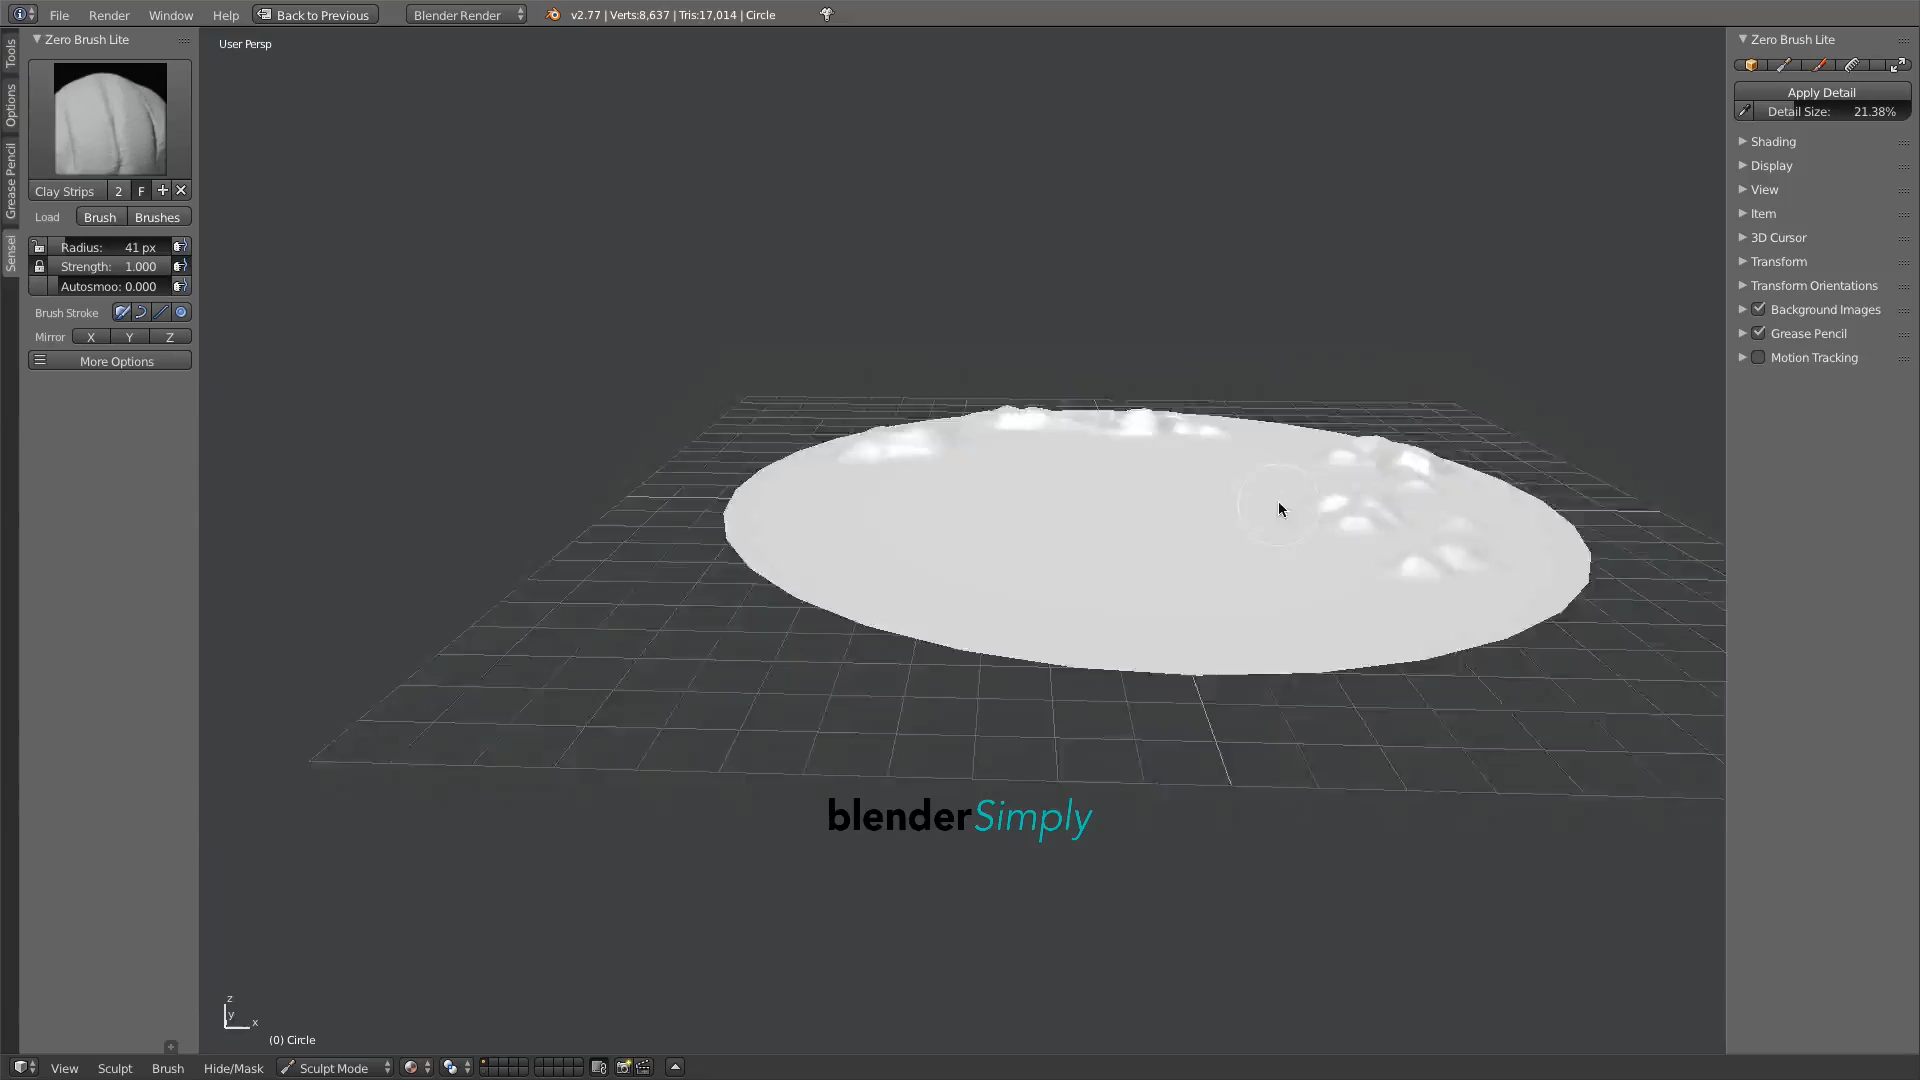 File Render Window Help Back to Previous Blender Render v2.77 | Verts:8,637 | Tris:17,014 | Circle
Tools
Options
Grease Pencil
Sensei
Zero Brush Lite
Clay Strips 2 F
Load Brush Brushes
Radius: 41 px
Strength: 1.000
Autosmoo: 0.000
Brush Stroke
Mirror X Y Z
More Options
User Persp
blenderSimply
z
y
x
(0) Circle
Zero Brush Lite
Apply Detail
Detail Size: 21.38%
Shading
Display
View
Item
3D Cursor
Transform
Transform Orientations
Background Images
Grease Pencil
Motion Tracking
View Sculpt Brush Hide/Mask Sculpt Mode